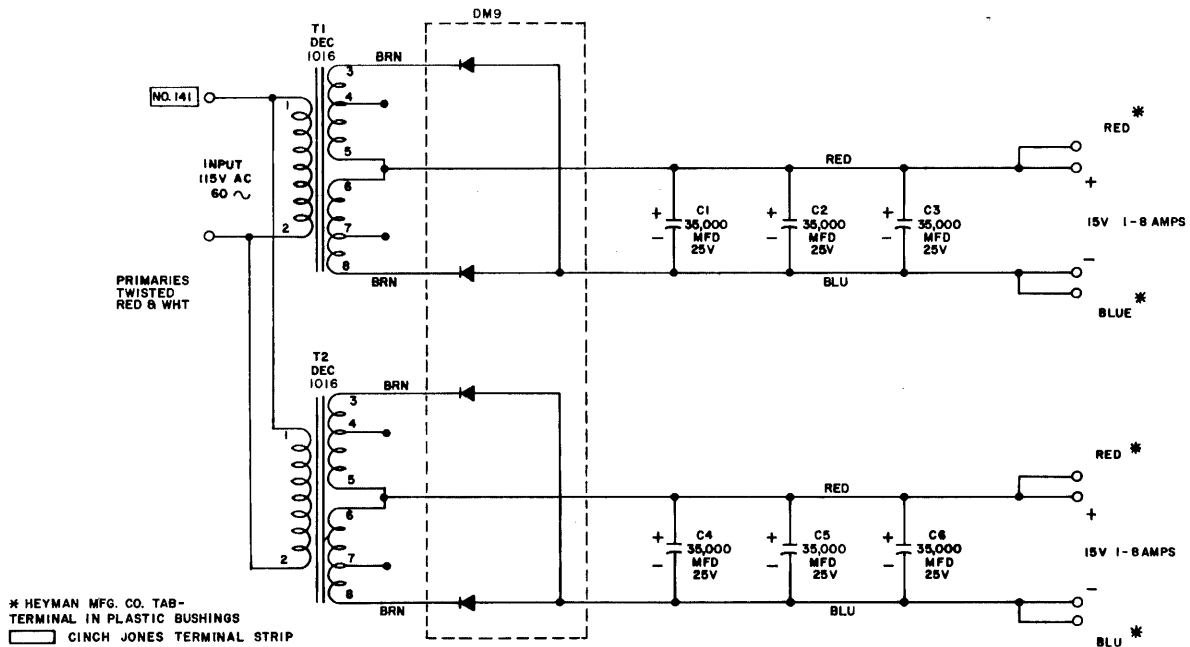 DM9
T1
DEC
1016
BRN
3
NO. 141
1
4
INPUT
115V AC
60 ~
5
6
2
7
8
BRN
PRIMARIES
TWISTED
RED & WHT
RED
RED *
+
15V 1-8 AMPS
-
BLUE *
BLU
+ C1
35,000
- MFD
25V
+ C2
35,000
- MFD
25V
+ C3
35,000
- MFD
25V
T2
DEC
1016
BRN
3
1
4
5
6
2
7
8
BRN
RED
RED *
+
15V 1-8 AMPS
-
BLU *
BLU
+ C4
35,000
- MFD
25V
+ C5
35,000
- MFD
25V
+ C6
35,000
- MFD
25V
* HEYMAN MFG. CO. TAB-
TERMINAL IN PLASTIC BUSHINGS
CINCH JONES TERMINAL STRIP